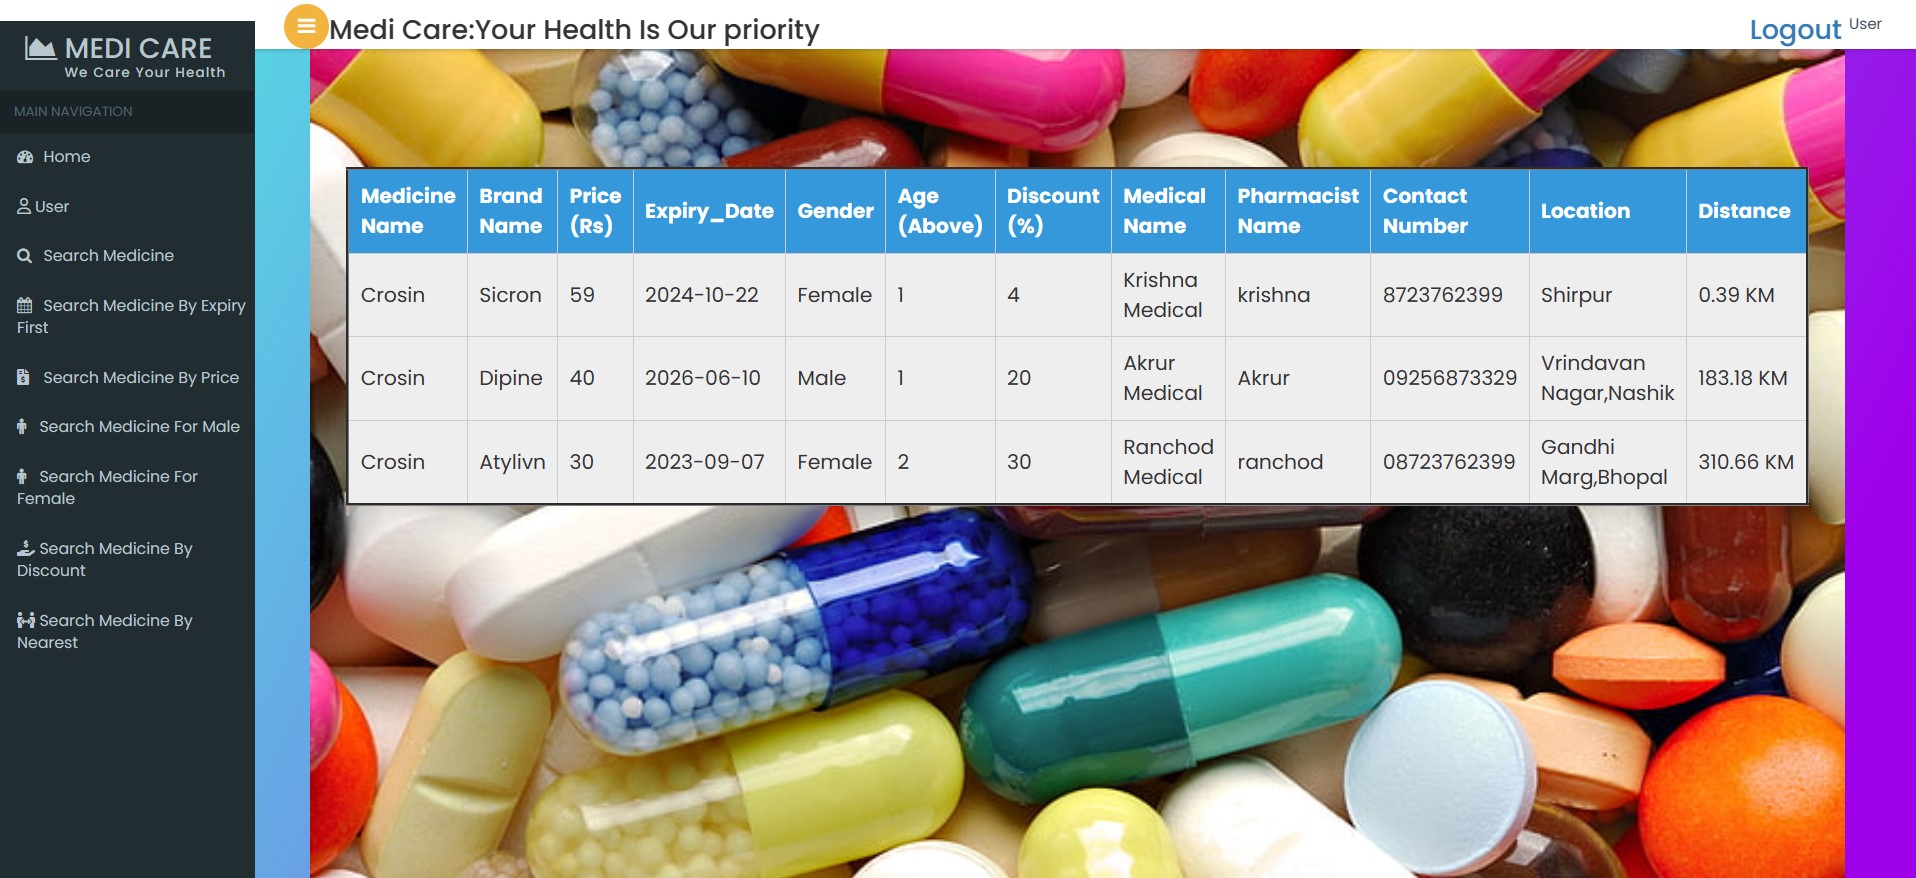 Medi Care:Your Health Is Our priority
Logout User
MEDI CARE
We Care Your Health
MAIN NAVIGATION
Home
User
Search Medicine
Search Medicine By Expiry
First
Search Medicine By Price
Search Medicine For Male
Search Medicine For
Female
Search Medicine By
Discount
Search Medicine By
Nearest
Medicine Name Brand Name Price (Rs) Expiry_Date Gender Age (Above) Discount (%) Medical Name Pharmacist Name Contact Number Location Distance
Crosin Sicron 59 2024-10-22 Female 1 4 Krishna Medical krishna 8723762399 Shirpur 0.39 KM
Crosin Dipine 40 2026-06-10 Male 1 20 Akrur Medical Akrur 09256873329 Vrindavan Nagar,Nashik 183.18 KM
Crosin Atylivn 30 2023-09-07 Female 2 30 Ranchod Medical ranchod 08723762399 Gandhi Marg,Bhopal 310.66 KM